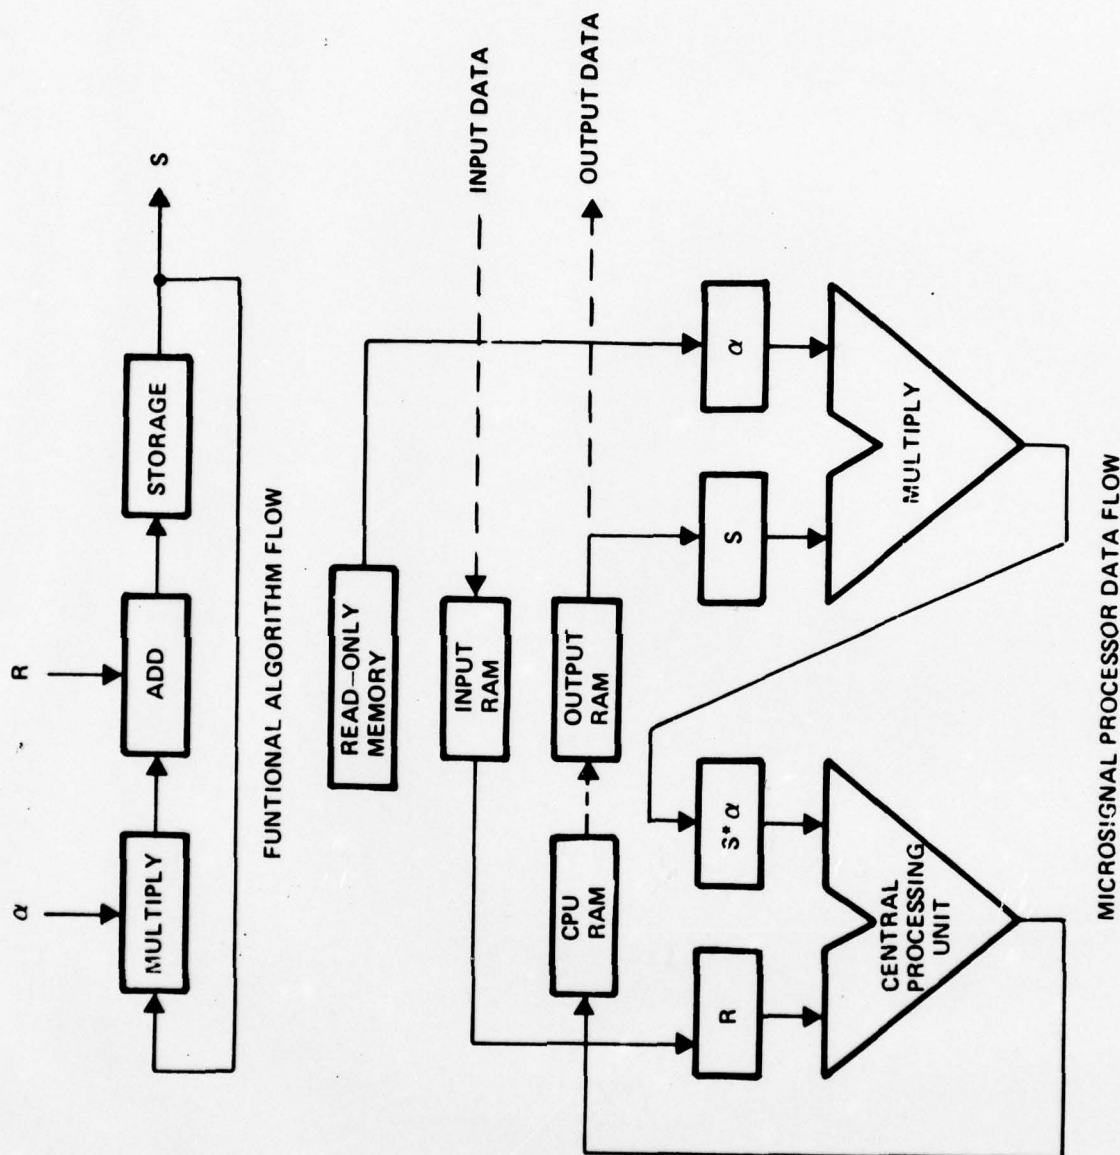 α
R
MULTIPLY
ADD
STORAGE
S
FUNTIONAL ALGORITHM FLOW
READ-ONLY
MEMORY
INPUT
RAM
INPUT DATA
CPU
RAM
OUTPUT
RAM
OUTPUT DATA
R
S*α
S
α
CENTRAL
PROCESSING
UNIT
MULTIPLY
MICROSIGNAL PROCESSOR DATA FLOW